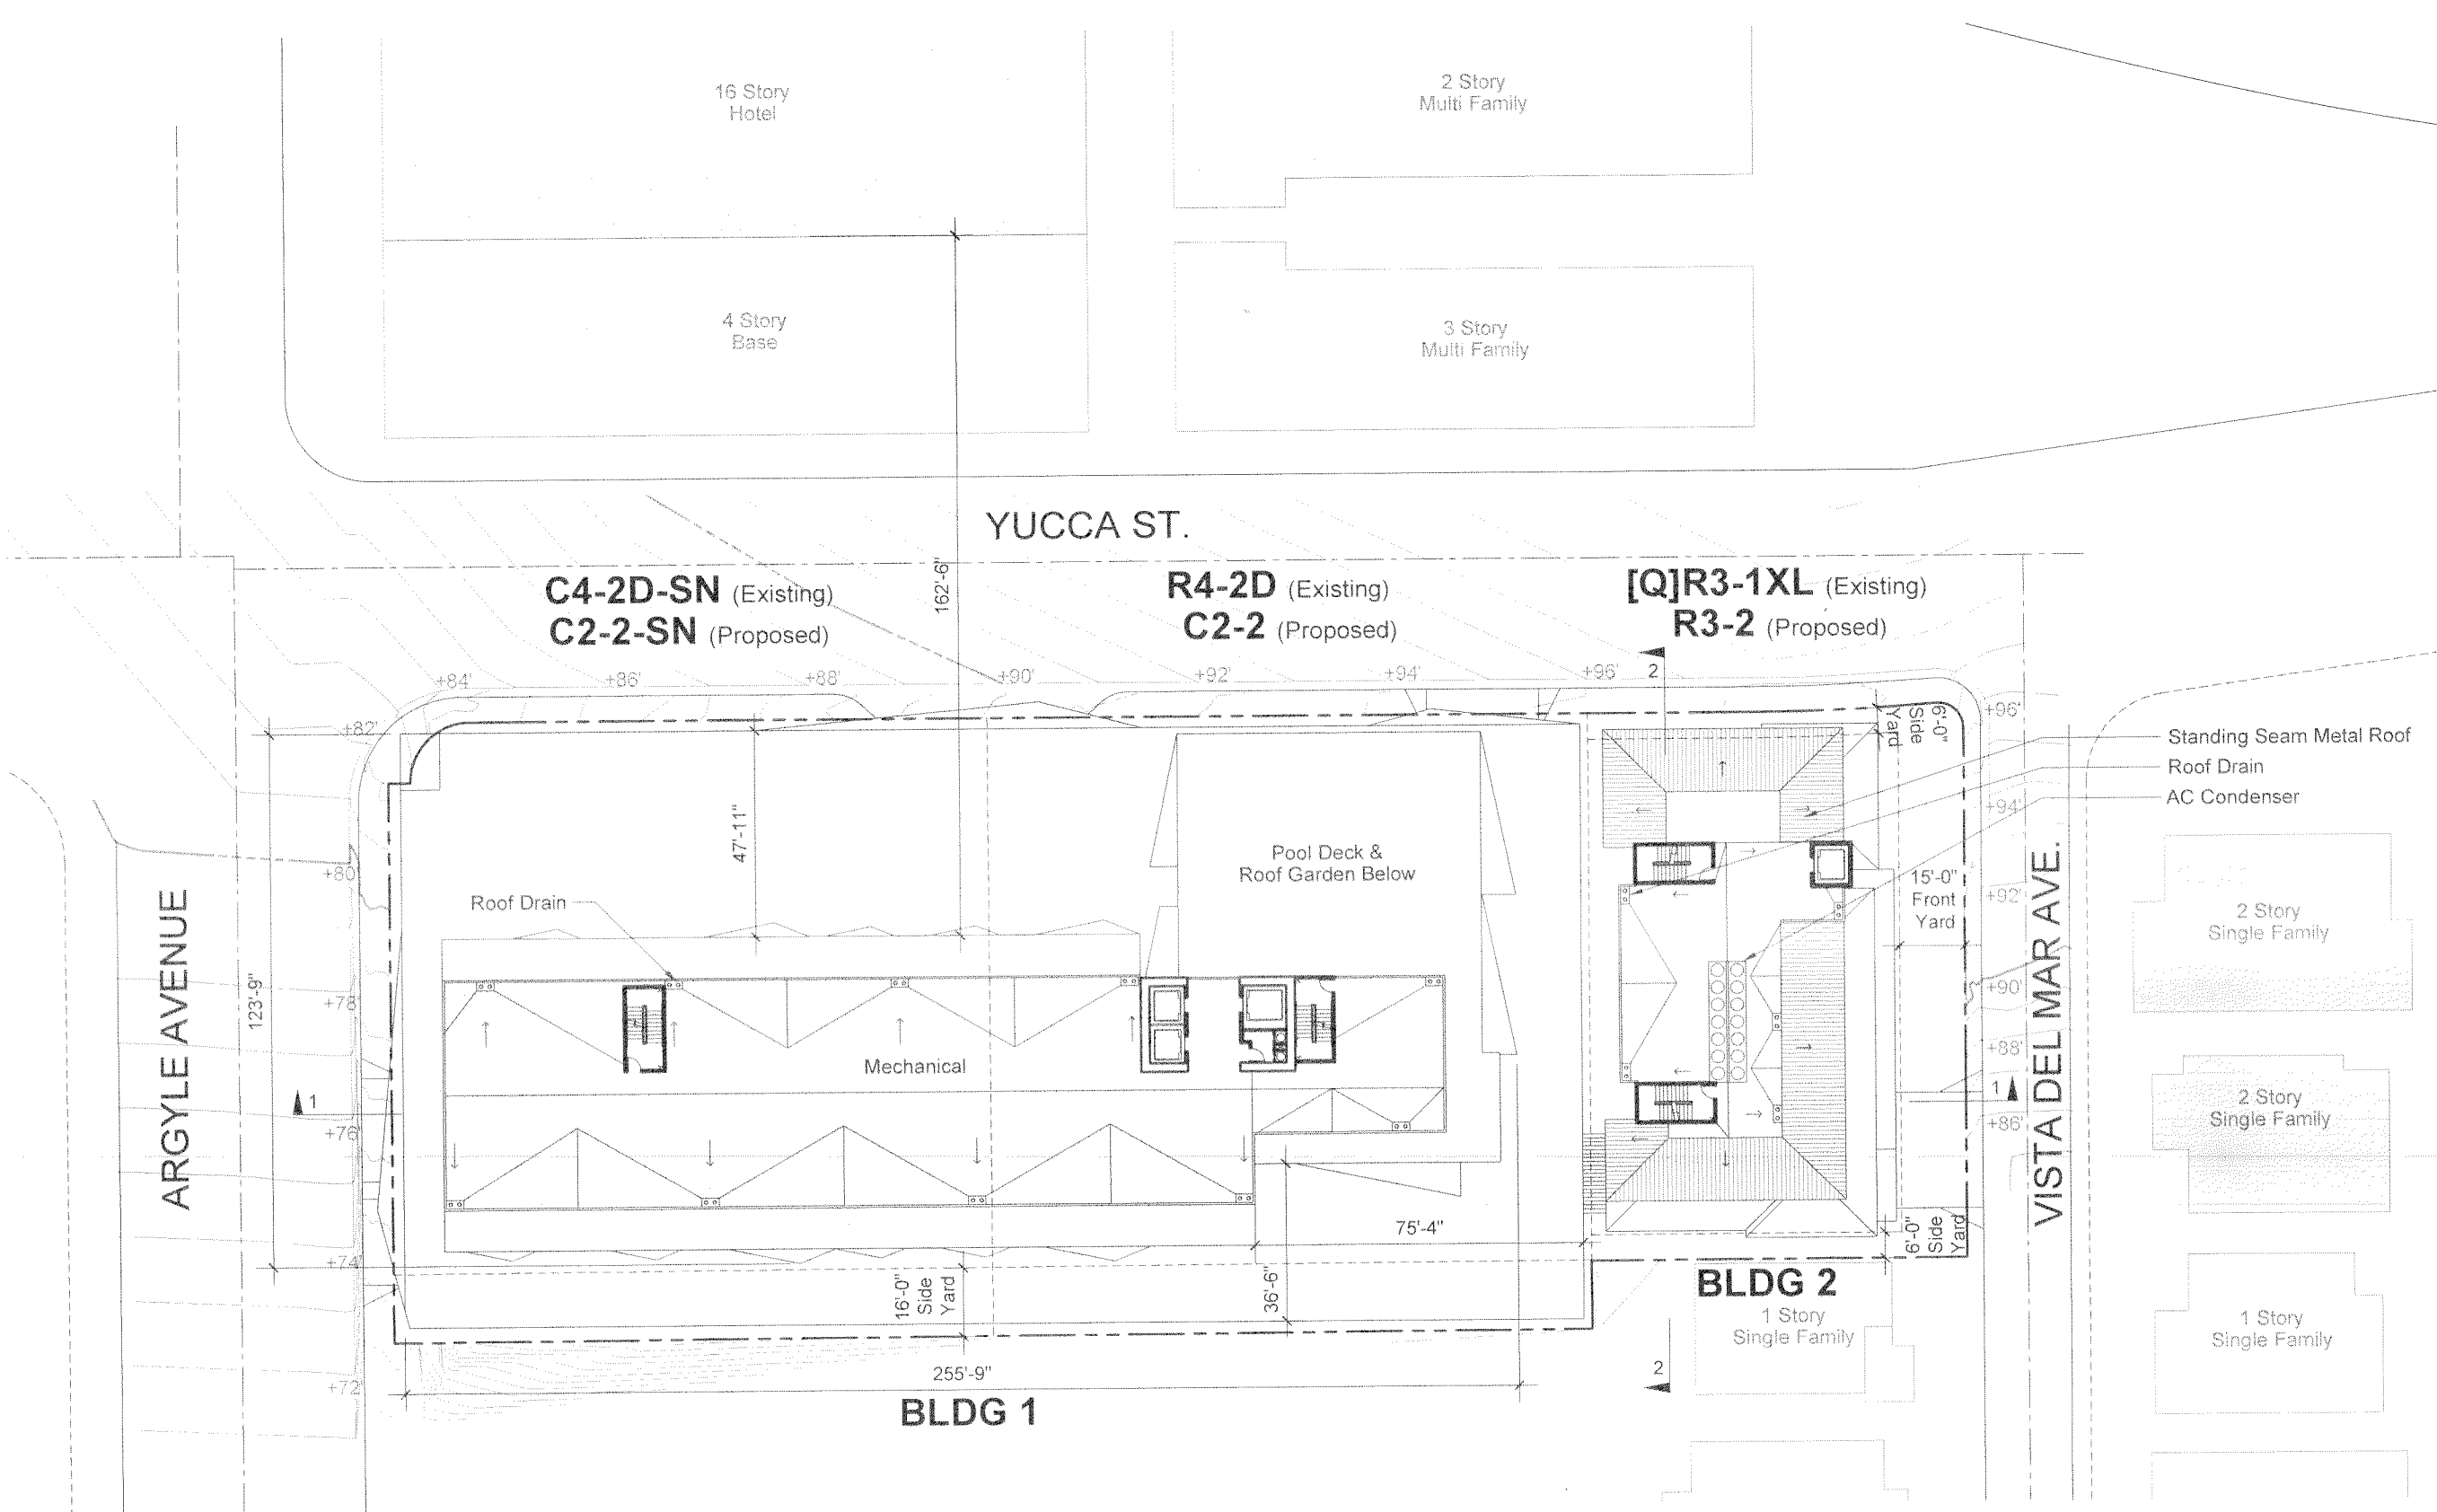 16 Story
Hotel
2 Story
Multi Family
4 Story
Base
3 Story
Multi Family
YUCCA ST.
162'-6"
C4-2D-SN (Existing)
C2-2-SN (Proposed)
R4-2D (Existing)
C2-2 (Proposed)
[Q]R3-1XL (Existing)
R3-2 (Proposed)
+84'
+86'
+88'
+90'
+92'
+94'
+96'
2
+82'
6'-0"
Side
Yard
+96'
Standing Seam Metal Roof
Roof Drain
AC Condenser
+94'
47'-11"
Pool Deck &
Roof Garden Below
+80'
15'-0"
Front
Yard
+92'
Roof Drain
2 Story
Single Family
ARGYLE AVENUE
123'-9"
+78'
+90'
VISTA DEL MAR AVE.
Mechanical
+88'
1
1
2 Story
Single Family
+76'
+86'
75'-4"
6'-0"
Side
Yard
+74'
16'-0"
Side
Yard
36'-6"
BLDG 2
1 Story
Single Family
1 Story
Single Family
255'-9"
2
+72'
BLDG 1